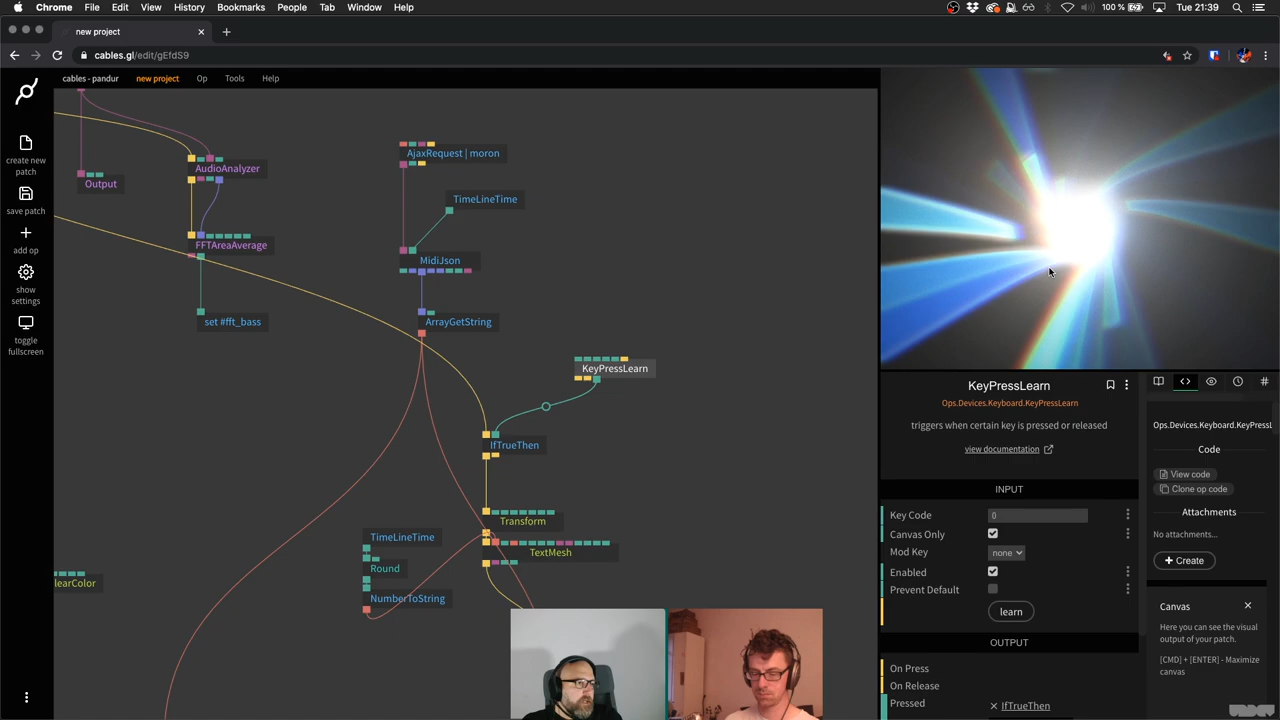 Chrome File Edit View History Bookmarks People Tab Window Help 100 % Tue 21:39
new project
cables.gl/edit/gEfdS9
cables - pandur new project Op Tools Help
create new
patch
save patch
add op
show
settings
toggle
fullscreen
AudioAnalyzer
Output
FFTAreaAverage
set #fft_bass
AjaxRequest | moron
TimeLineTime
MidiJson
ArrayGetString
KeyPressLearn
IfTrueThen
Transform
TextMesh
TimeLineTime
Round
NumberToString
learColor
KeyPressLearn
Ops.Devices.Keyboard.KeyPressLearn
triggers when certain key is pressed or released
view documentation
INPUT
Key Code 0
Canvas Only
Mod Key none
Enabled
Prevent Default
learn
OUTPUT
On Press
On Release
Pressed IfTrueThen
Ops.Devices.Keyboard.KeyPressL
Code
View code
Clone op code
Attachments
No attachments...
+ Create
Canvas
Here you can see the visual
output of your patch.
[CMD] + [ENTER] - Maximize
canvas